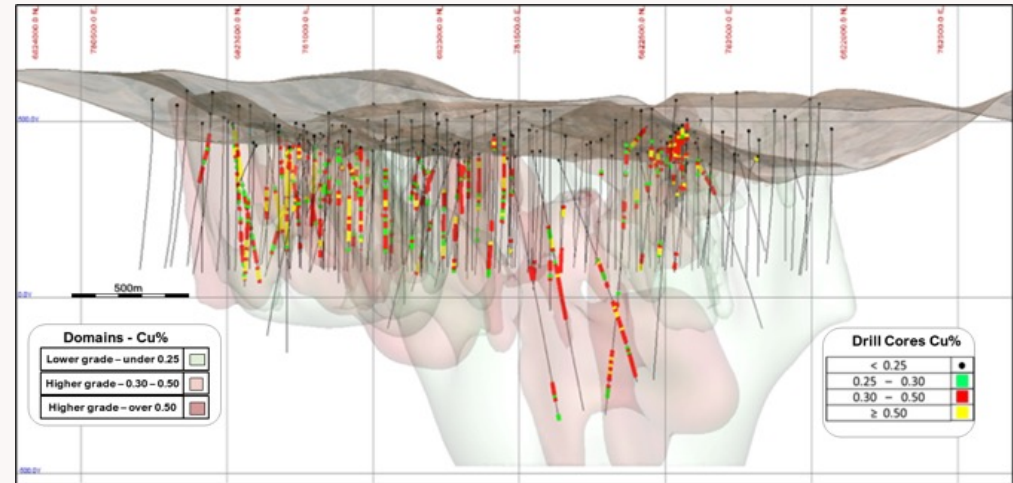 6824000.0 N
780500.0 E
6823500.0 N
781000.0 E
6823000.0 N
781500.0 E
6822500.0 N
782000.0 E
6822000.0 N
782500.0 E
500.0V
0.0V
500m
-500.0V
Domains - Cu%
Lower grade – under 0.25
Higher grade – 0.30 – 0.50
Higher grade – over 0.50
Drill Cores Cu%
< 0.25
0.25 – 0.30
0.30 – 0.50
≥ 0.50